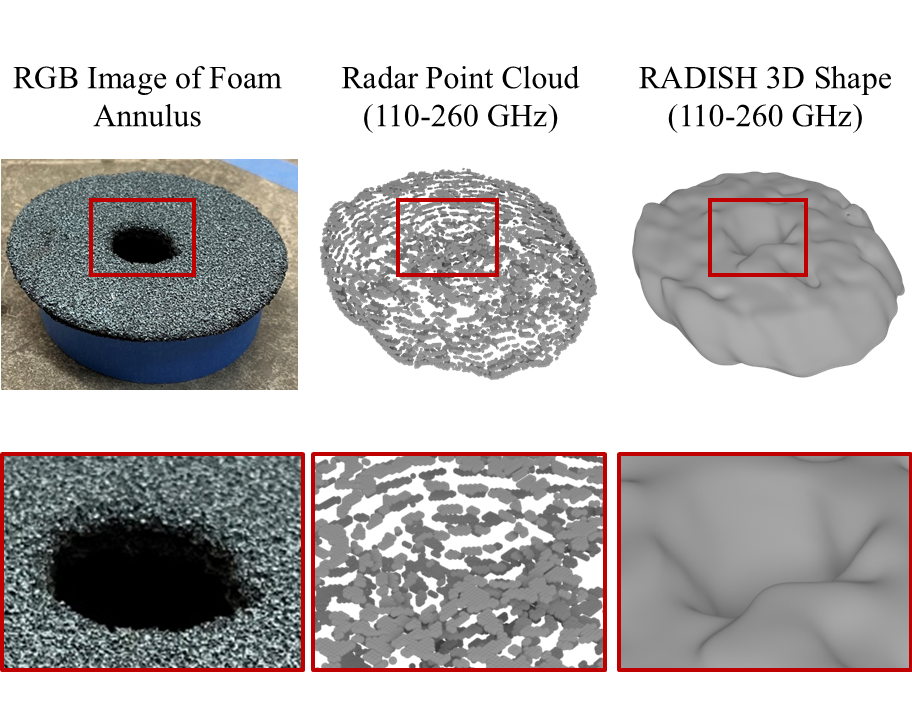 RGB Image of Foam
Annulus
Radar Point Cloud
(110-260 GHz)
RADISH 3D Shape
(110-260 GHz)